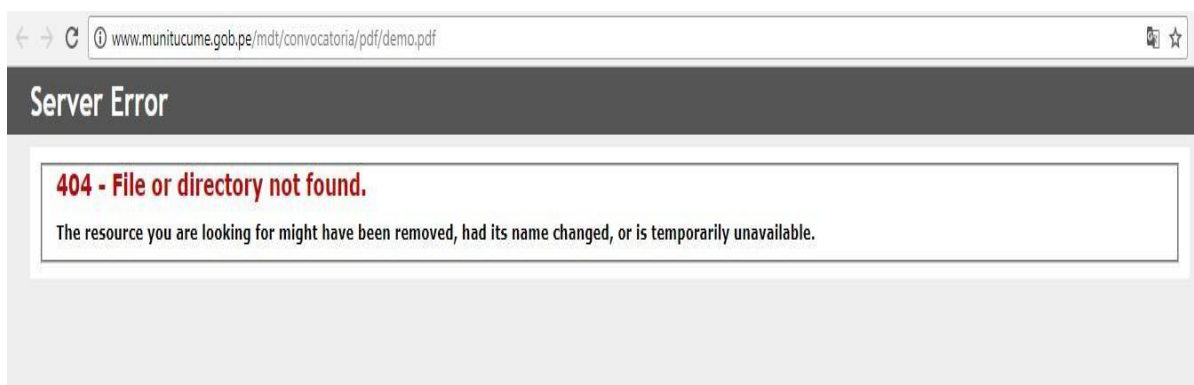 www.munitucume.gob.pe/mdt/convocatoria/pdf/demo.pdf
Server Error
404 - File or directory not found.
The resource you are looking for might have been removed, had its name changed, or is temporarily unavailable.